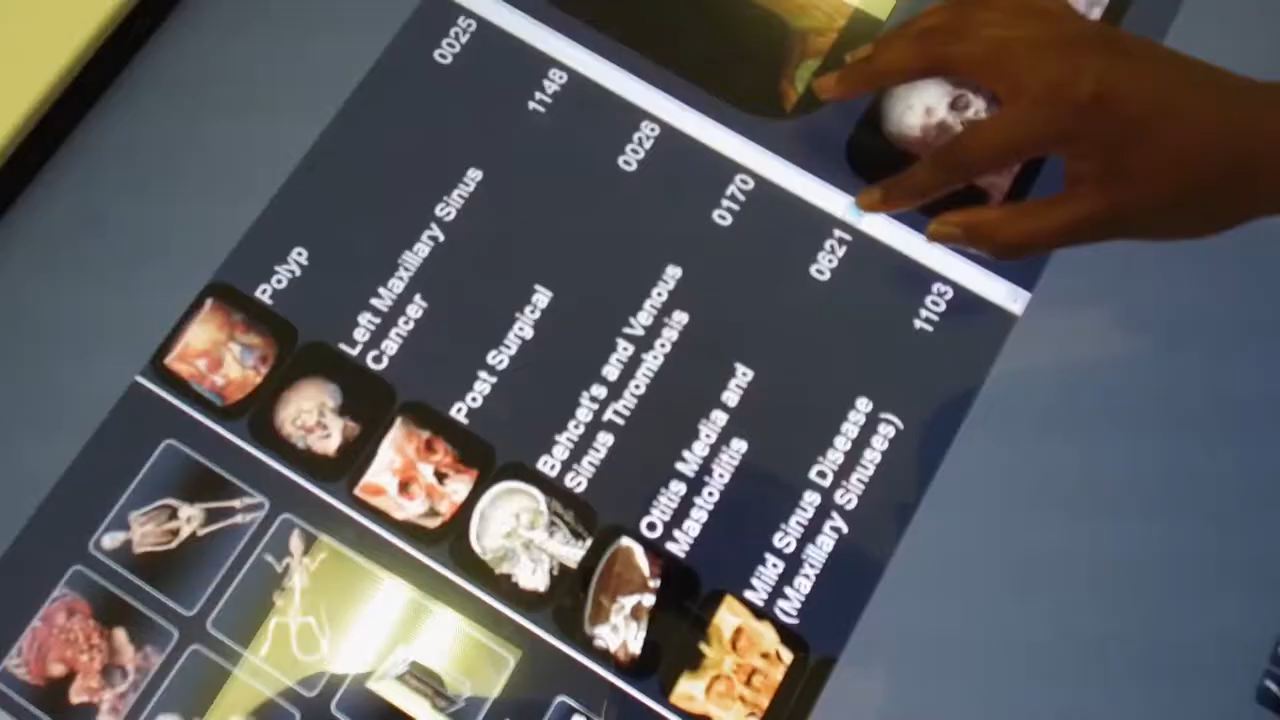 Polyp
0025
Left Maxillary Sinus
Cancer
1148
Post Surgical
0026
Behcet's and Venous
Sinus Thrombosis
0170
Otitis Media and
Mastoiditis
0621
Mild Sinus Disease
(Maxillary Sinuses)
1103